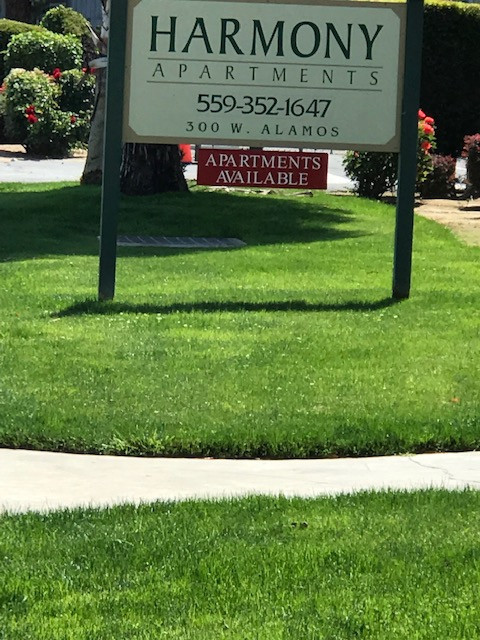 HARMONY
APARTMENTS
559-352-1647
300 W. ALAMOS
APARTMENTS
AVAILABLE